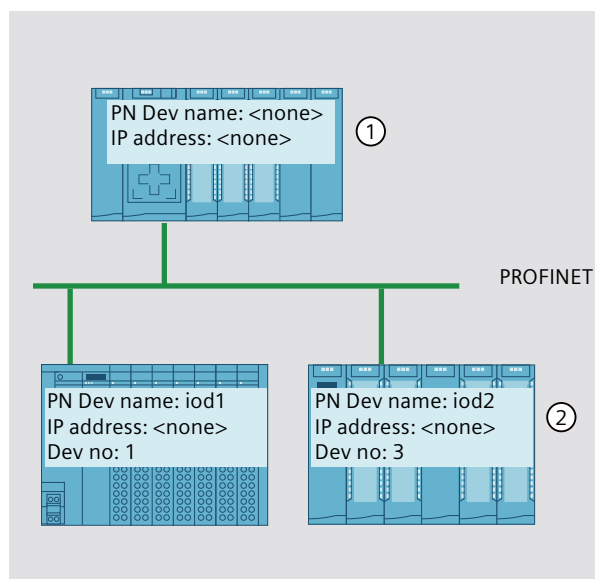 PN Dev name: <none>
IP address: <none>
1
PROFINET
PN Dev name: iod1
IP address: <none>
Dev no: 1
PN Dev name: iod2
IP address: <none>
Dev no: 3
2